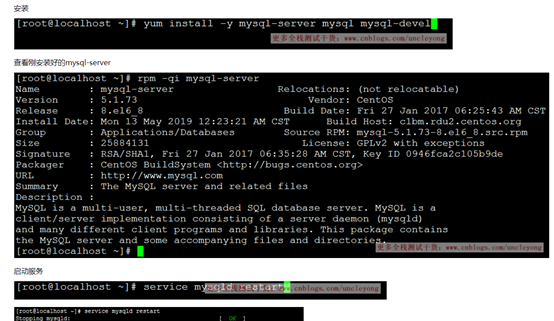 安装
[root@localhost ~]# yum install -y mysql-server mysql mysql-devel
更多全栈测试干货：www.cnblogs.com/uncleyong
查看刚安装好的mysql-server
[root@localhost ~]# rpm -qi mysql-server
Name        : mysql-server                 Relocations: (not relocatable)
Version     : 5.1.73                            Vendor: CentOS
Release     : 8.el6_8                       Build Date: Fri 27 Jan 2017 06:25:43 AM CST
Install Date: Mon 13 May 2019 12:23:21 AM CST      Build Host: c1bm.rdu2.centos.org
Group       : Applications/Databases        Source RPM: mysql-5.1.73-8.el6_8.src.rpm
Size        : 25884131                         License: GPLv2 with exceptions
Signature   : RSA/SHA1, Fri 27 Jan 2017 06:35:28 AM CST, Key ID 0946fca2c105b9de
Packager    : CentOS BuildSystem <http://bugs.centos.org>
URL         : http://www.mysql.com
Summary     : The MySQL server and related files
Description :
MySQL is a multi-user, multi-threaded SQL database server. MySQL is a
client/server implementation consisting of a server daemon (mysqld)
and many different client programs and libraries. This package contains
the MySQL server and some accompanying files and directories.
更多全栈测试干货：www.cnblogs.com/uncleyong
[root@localhost ~]#
启动服务
[root@localhost ~]# service mysqld restart
更多全栈测试干货：www.cnblogs.com/uncleyong
[root@localhost ~]# service mysqld restart
Stopping mysqld: [ OK ]